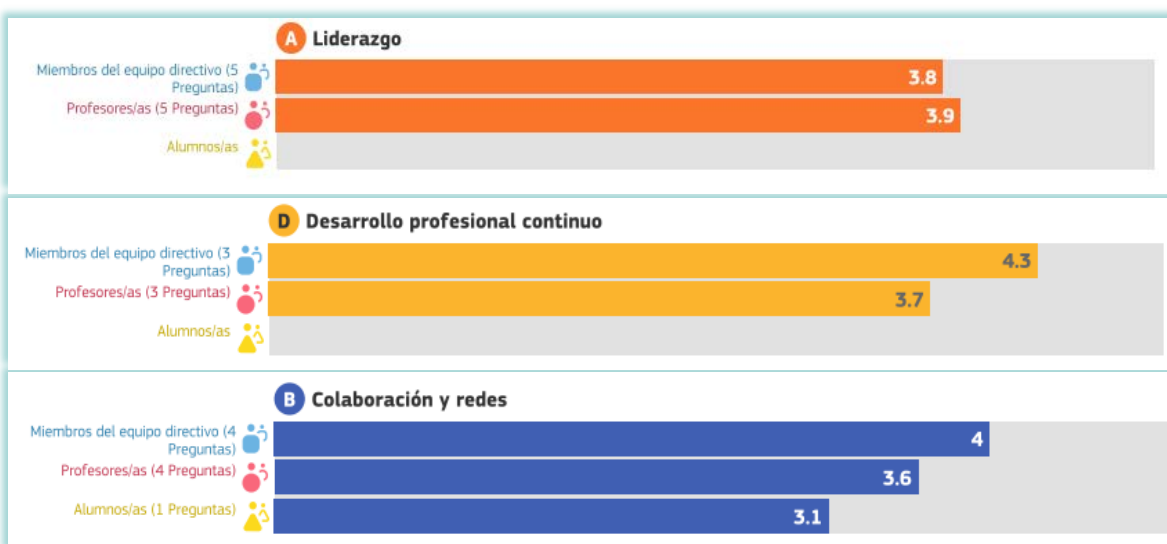 A Liderazgo
Miembros del equipo directivo (5
Preguntas)
3.8
Profesores/as (5 Preguntas)
3.9
Alumnos/as
D Desarrollo profesional continuo
Miembros del equipo directivo (3
Preguntas)
4.3
Profesores/as (3 Preguntas)
3.7
Alumnos/as
B Colaboración y redes
Miembros del equipo directivo (4
Preguntas)
4
Profesores/as (4 Preguntas)
3.6
Alumnos/as (1 Preguntas)
3.1